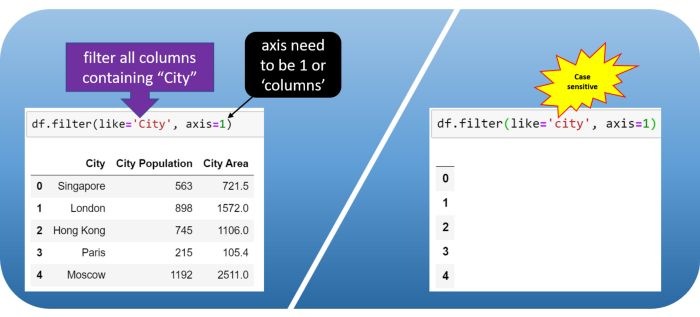 filter all columns
containing “City”
axis need
to be 1 or
‘columns’
df.filter(like='City', axis=1)
City City Population City Area
0 Singapore 563 721.5
1 London 898 1572.0
2 Hong Kong 745 1106.0
3 Paris 215 105.4
4 Moscow 1192 2511.0
Case
sensitive
df.filter(like='city', axis=1)
0
1
2
3
4